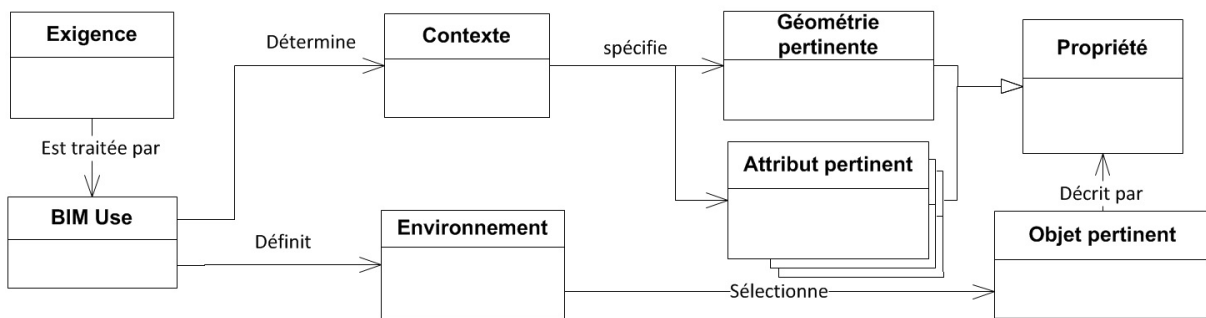 Exigence
Détermine
Contexte
spécifie
Géométrie
pertinente
Propriété
Est traitée par
Attribut pertinent
Décrit par
BIM Use
Définit
Environnement
Objet pertinent
Sélectionne